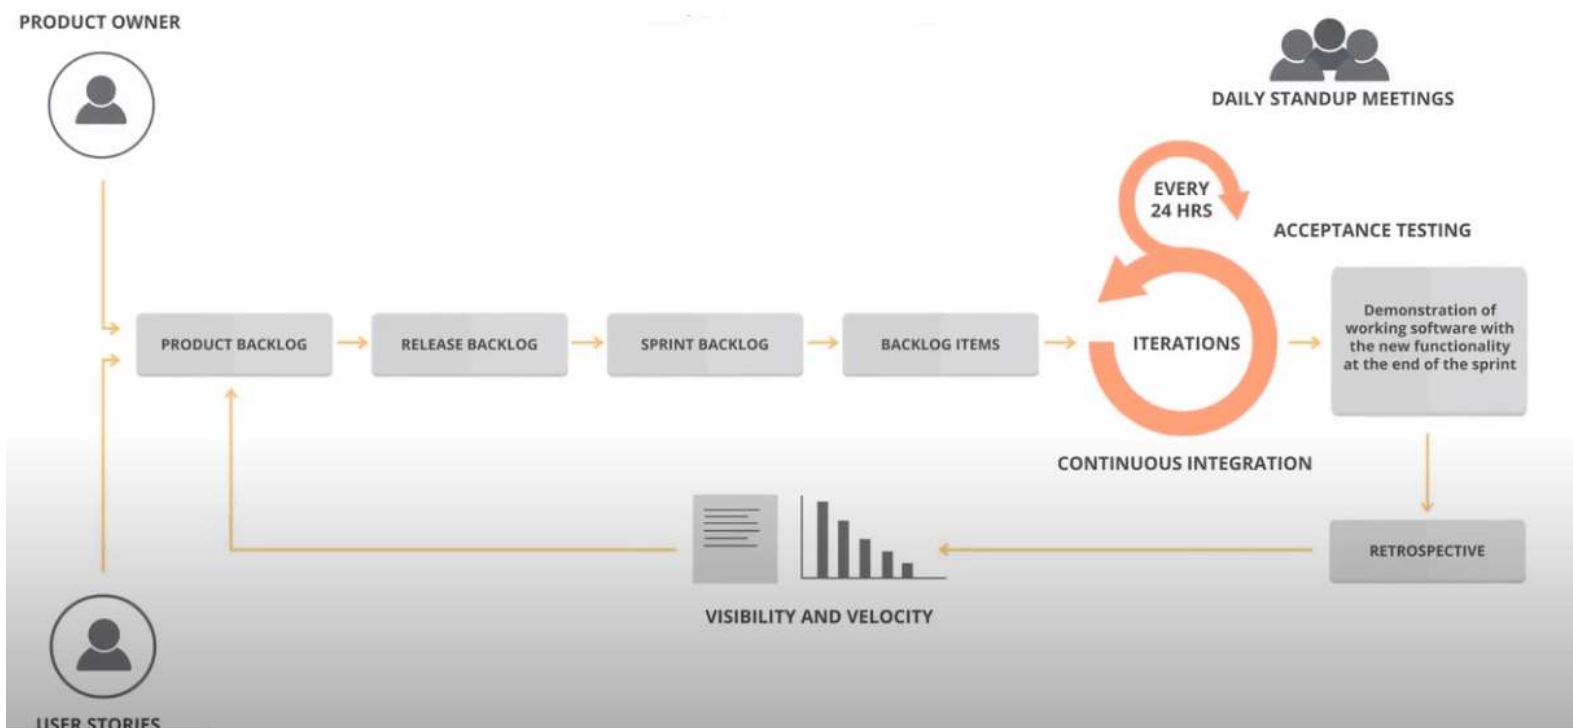 PRODUCT OWNER
DAILY STANDUP MEETINGS
EVERY
24 HRS
ACCEPTANCE TESTING
PRODUCT BACKLOG
RELEASE BACKLOG
SPRINT BACKLOG
BACKLOG ITEMS
ITERATIONS
Demonstration of
working software with
the new functionality
at the end of the sprint
CONTINUOUS INTEGRATION
RETROSPECTIVE
VISIBILITY AND VELOCITY
USER STORIES